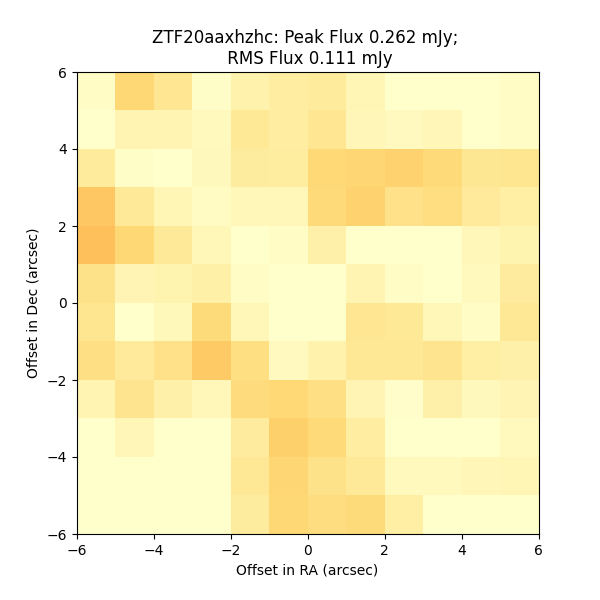 ZTF20aaxhzhc: Peak Flux 0.262 mJy;
RMS Flux 0.111 mJy
6
4
2
0
−2
−4
−6
Offset in Dec (arcsec)
−6 −4 −2 0 2 4 6
Offset in RA (arcsec)